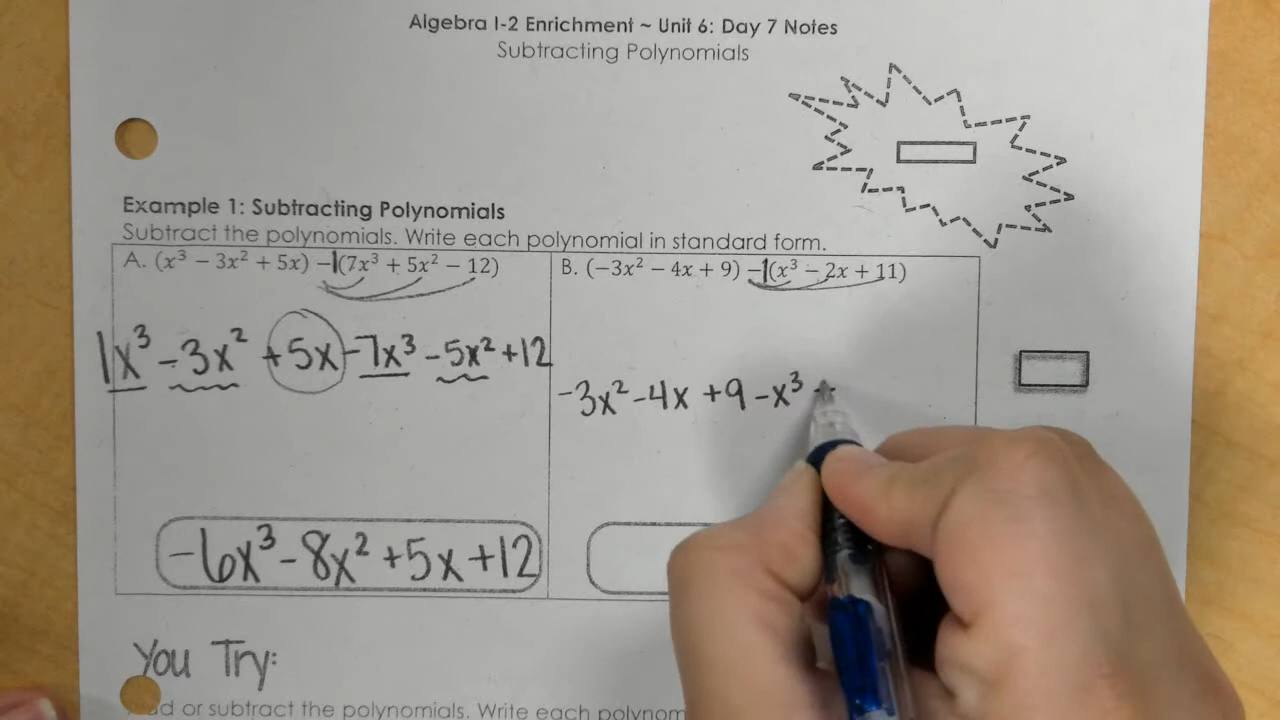 Algebra I-2 Enrichment ~ Unit 6: Day 7 Notes
Subtracting Polynomials
Example 1: Subtracting Polynomials
Subtract the polynomials. Write each polynomial in standard form.
A. (x³ − 3x² + 5x) −1(7x³ + 5x² − 12)
1x³ -3x² +5x -7x³ -5x² +12
-6x³ -8x² +5x +12
B. (−3x² − 4x + 9) −1(x³ − 2x + 11)
-3x² -4x +9 -x³ +
You Try:
or subtract the polynomials. Write each